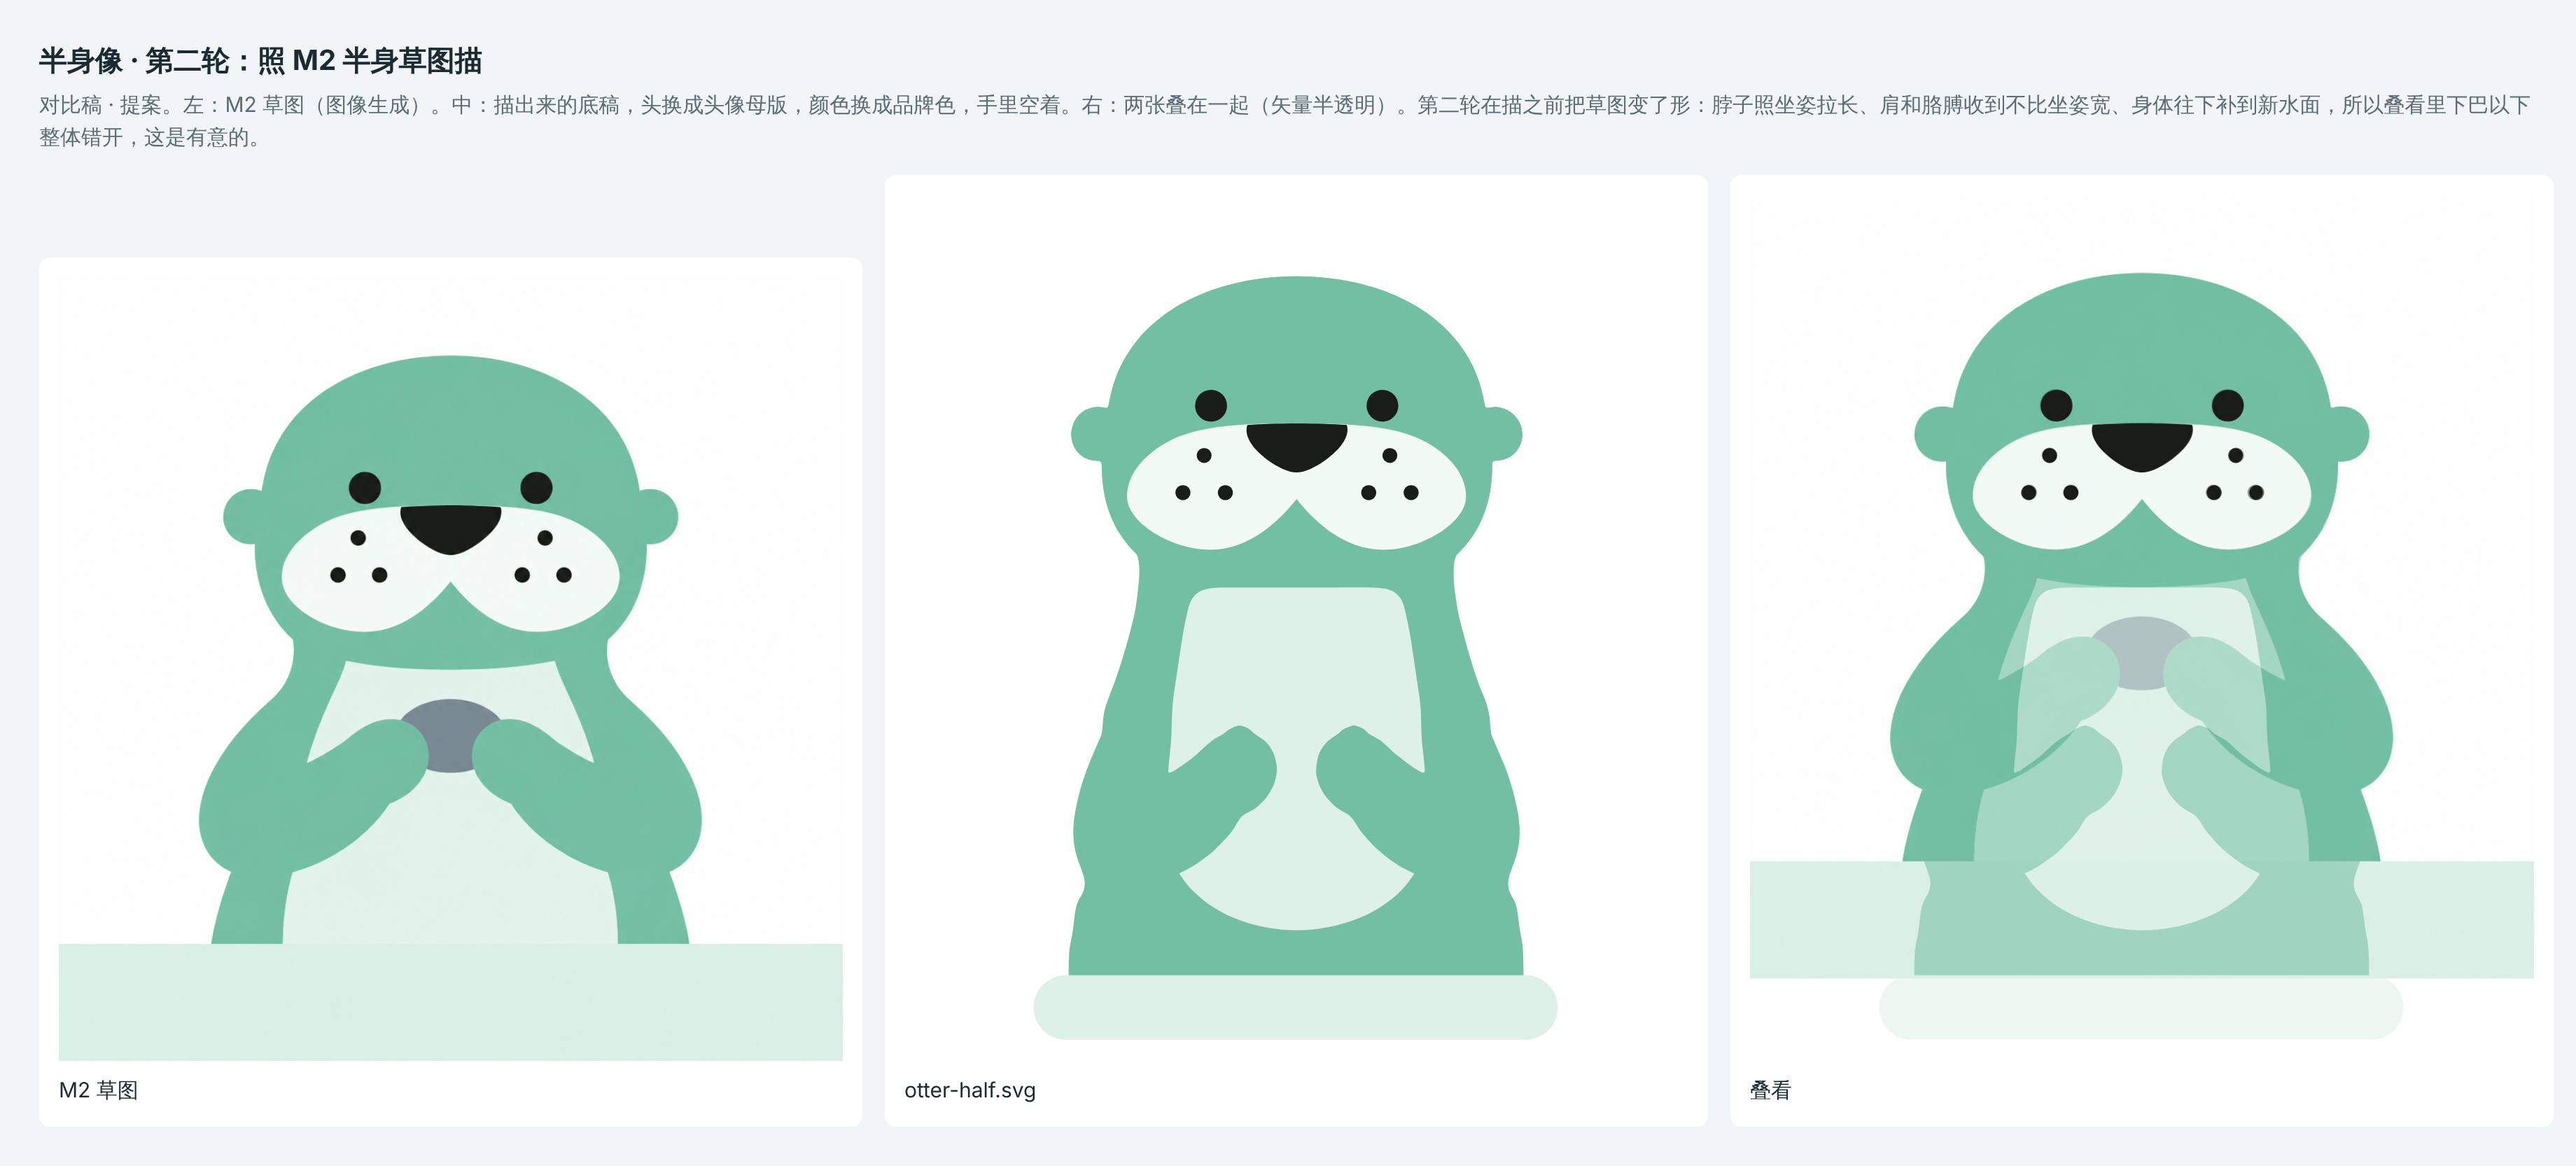 半身像 · 第二轮：照 M2 半身草图描
对比稿 · 提案。左：M2 草图（图像生成）。中：描出来的底稿，头换成头像母版，颜色换成品牌色，手里空着。右：两张叠在一起（矢量半透明）。第二轮在描之前把草图变了形：脖子照坐姿拉长、肩和胳膊收到不比坐姿宽、身体往下补到新水面，所以叠看里下巴以下
整体错开，这是有意的。
M2 草图
otter-half.svg
叠看